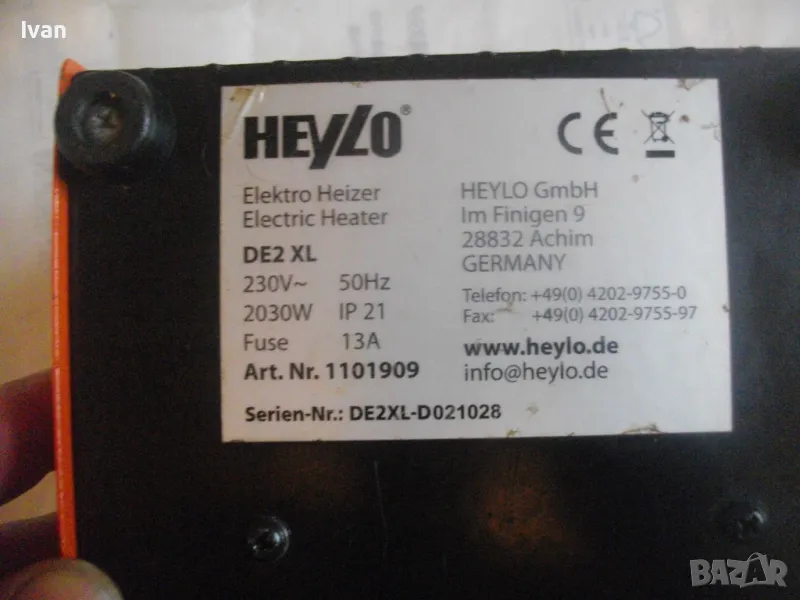 Ivan
HEYLO®
CE
Elektro Heizer
Electric Heater
DE2 XL
230V~ 50Hz
2030W IP 21
Fuse 13A
Art. Nr. 1101909
HEYLO GmbH
Im Finigen 9
28832 Achim
GERMANY
Telefon: +49(0) 4202-9755-0
Fax: +49(0) 4202-9755-97
www.heylo.de
info@heylo.de
Serien-Nr.: DE2XL-D021028
BAZAR